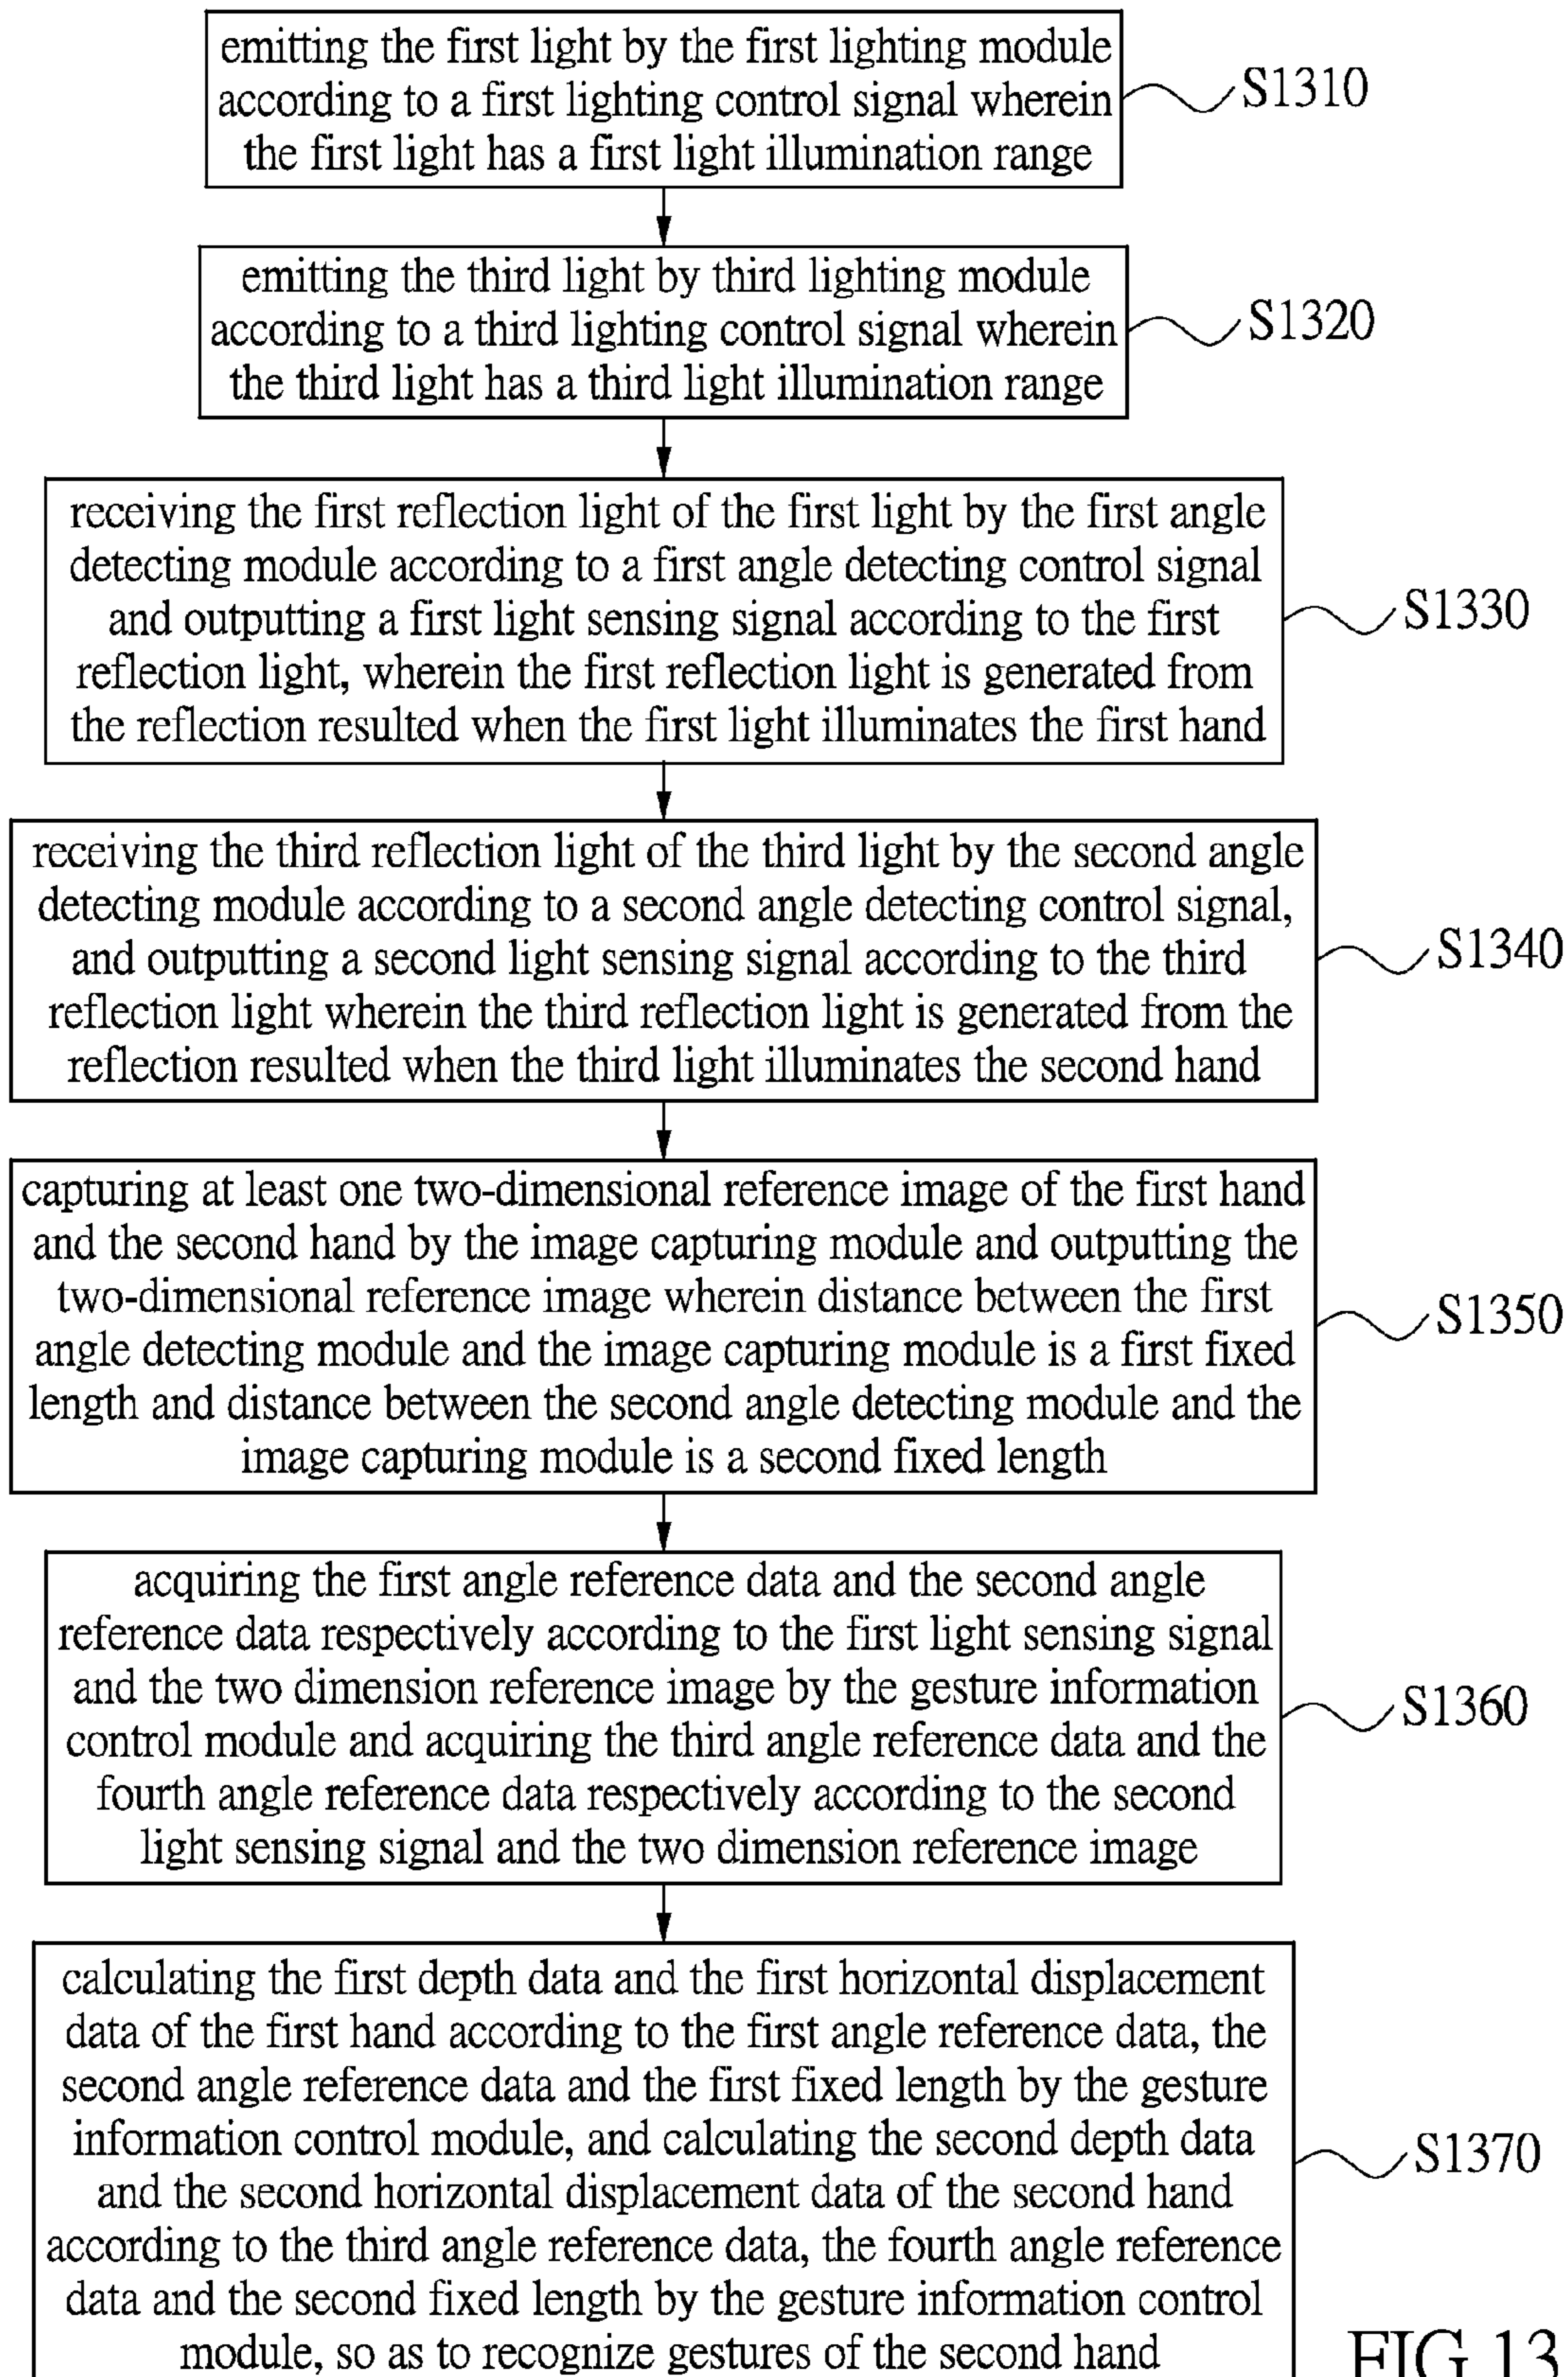 emitting the first light by the first lighting module
according to a first lighting control signal wherein
the first light has a first light illumination range
S1310
emitting the third light by third lighting module
according to a third lighting control signal wherein
the third light has a third light illumination range
S1320
receiving the first reflection light of the first light by the first angle
detecting module according to a first angle detecting control signal
and outputting a first light sensing signal according to the first
reflection light, wherein the first reflection light is generated from
the reflection resulted when the first light illuminates the first hand
S1330
receiving the third reflection light of the third light by the second angle
detecting module according to a second angle detecting control signal,
and outputting a second light sensing signal according to the third
reflection light wherein the third reflection light is generated from the
reflection resulted when the third light illuminates the second hand
S1340
capturing at least one two-dimensional reference image of the first hand
and the second hand by the image capturing module and outputting the
two-dimensional reference image wherein distance between the first
angle detecting module and the image capturing module is a first fixed
length and distance between the second angle detecting module and the
image capturing module is a second fixed length
S1350
acquiring the first angle reference data and the second angle
reference data respectively according to the first light sensing signal
and the two dimension reference image by the gesture information
control module and acquiring the third angle reference data and the
fourth angle reference data respectively according to the second
light sensing signal and the two dimension reference image
S1360
calculating the first depth data and the first horizontal displacement
data of the first hand according to the first angle reference data, the
second angle reference data and the first fixed length by the gesture
information control module, and calculating the second depth data
and the second horizontal displacement data of the second hand
according to the third angle reference data, the fourth angle reference
data and the second fixed length by the gesture information control
module, so as to recognize gestures of the second hand
S1370
FIG.13